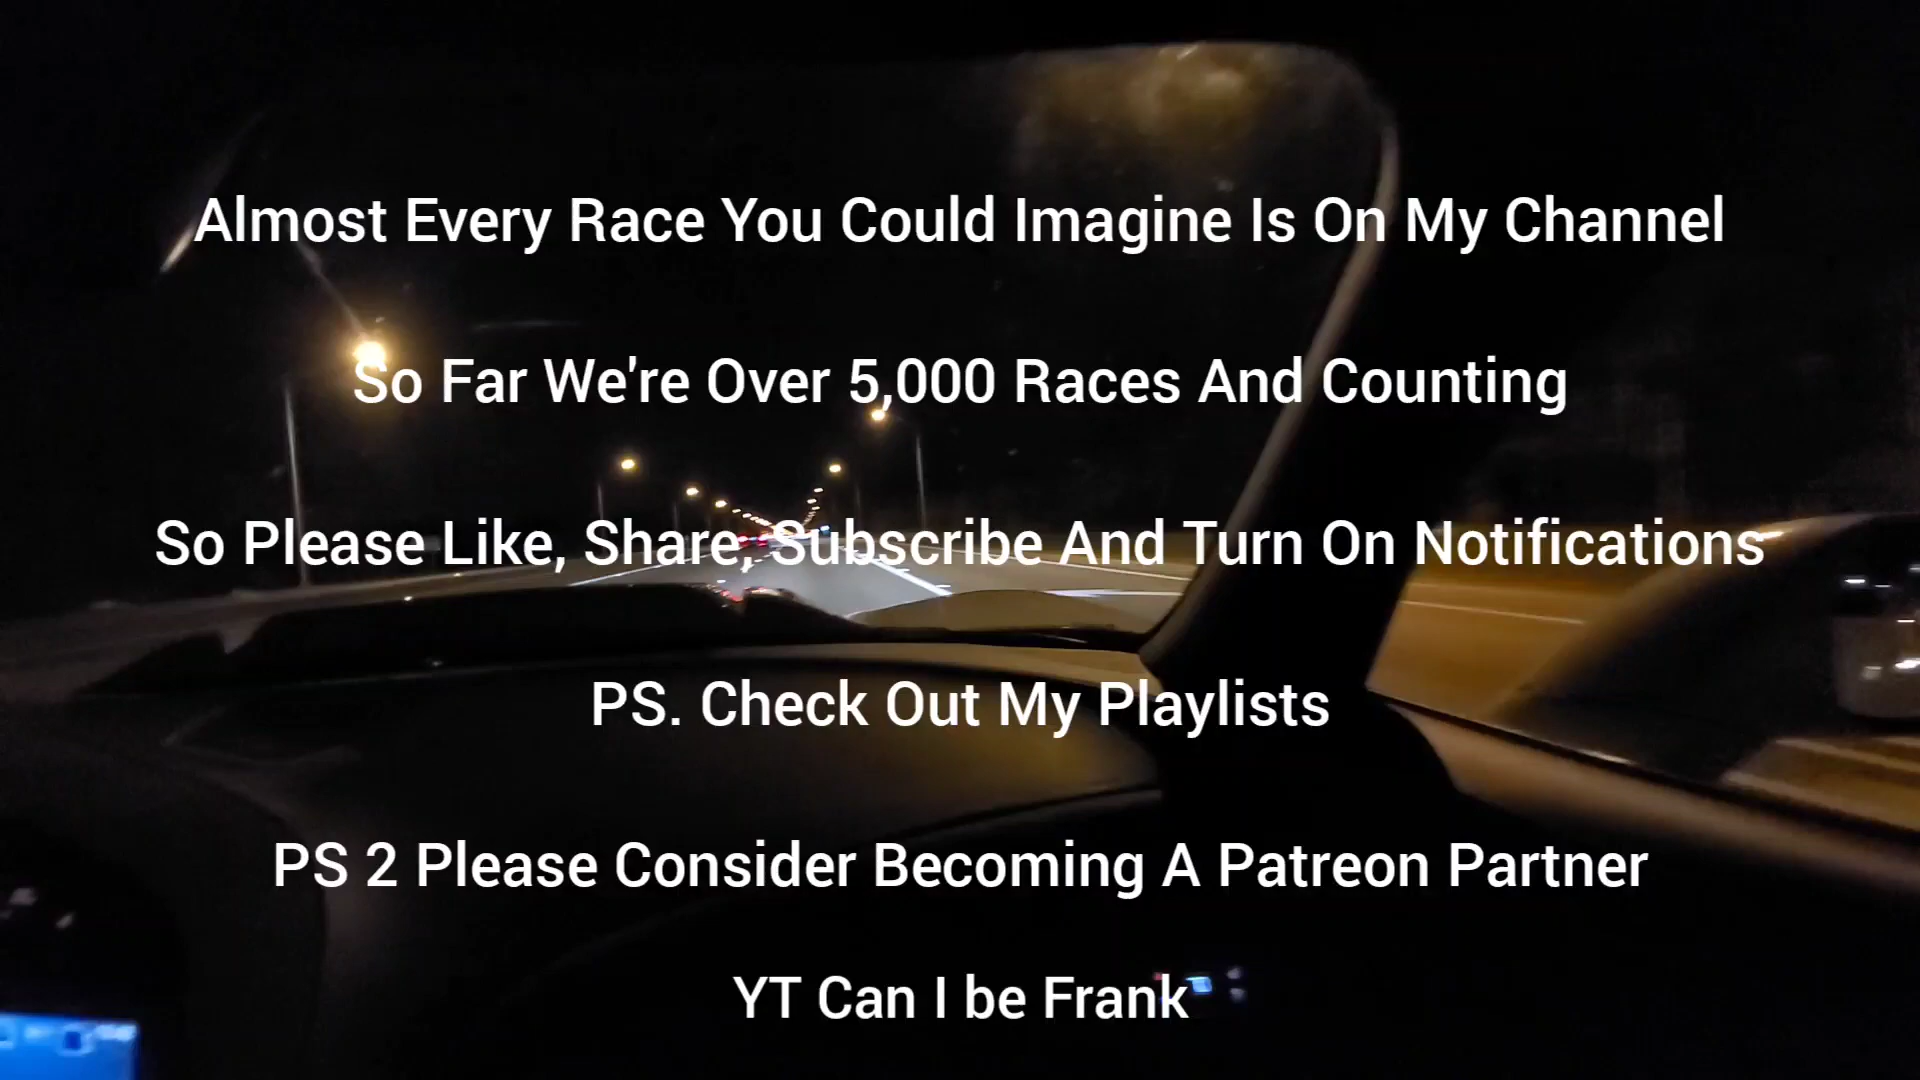 Almost Every Race You Could Imagine Is On My Channel
So Far We're Over 5,000 Races And Counting
So Please Like, Share, Subscribe And Turn On Notifications
PS. Check Out My Playlists
PS 2 Please Consider Becoming A Patreon Partner
YT Can I be Frank